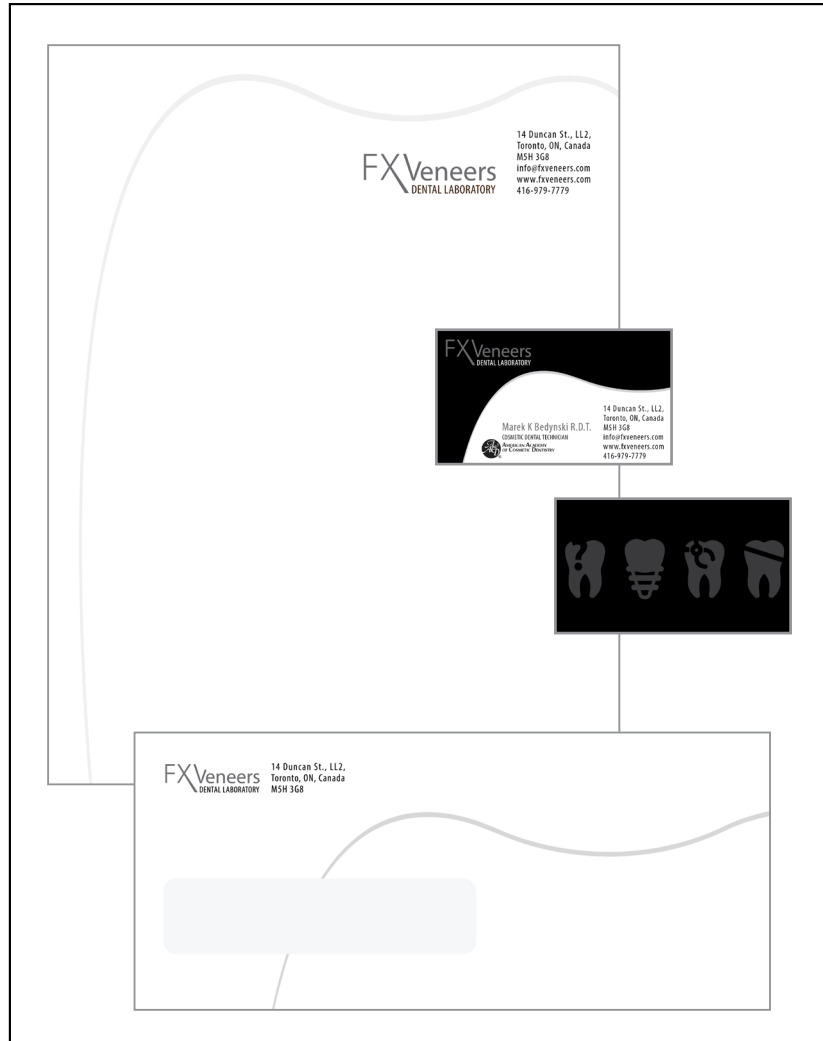 FXVeneers
DENTAL LABORATORY
14 Duncan St., LL2,
Toronto, ON, Canada
M5H 3G8
info@fxveneers.com
www.fxveneers.com
416-979-7779
FXVeneers
DENTAL LABORATORY
Marek K Bedynski R.D.T.
COSMETIC DENTAL TECHNICIAN
AMERICAN ACADEMY
OF COSMETIC DENTISTRY
14 Duncan St., LL2,
Toronto, ON, Canada
M5H 3G8
info@fxveneers.com
www.fxveneers.com
416-979-7779
FXVeneers
DENTAL LABORATORY
14 Duncan St., LL2,
Toronto, ON, Canada
M5H 3G8